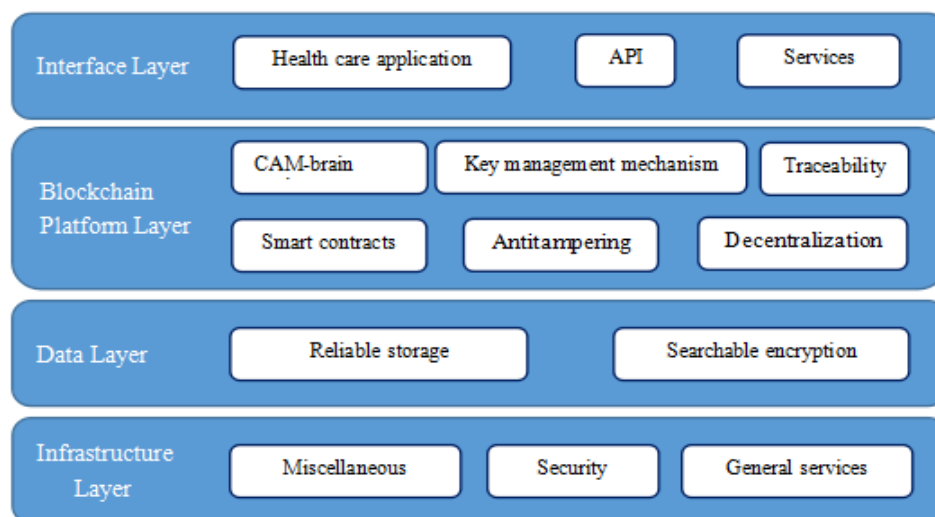 Interface Layer
Health care application
API
Services
Blockchain
Platform Layer
CAM-brain
Key management mechanism
Traceability
Smart contracts
Antitampering
Decentralization
Data Layer
Reliable storage
Searchable encryption
Infrastructure
Layer
Miscellaneous
Security
General services